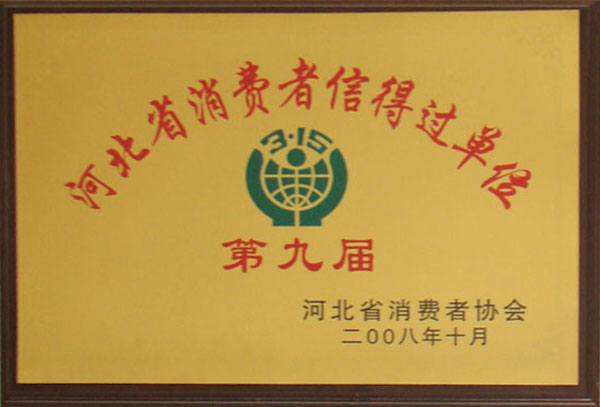 河北省消费者信得过单位
3·15
第九届
河北省消费者协会
二00八年十月